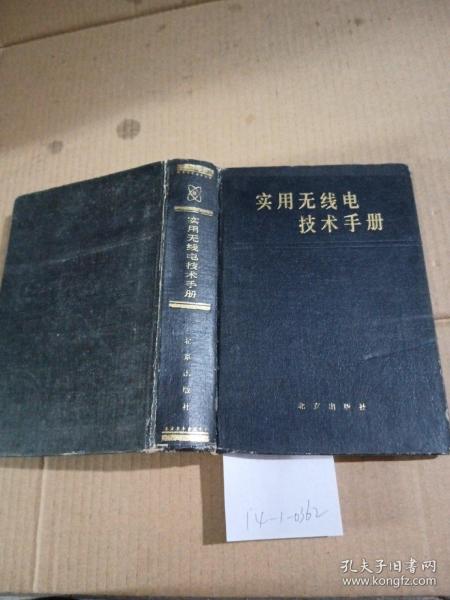 实用无线电
技术手册
北京出版社
实用无线电技术手册
北京出版社
14-1-0362
孔夫子旧书网
www.kongfz.com